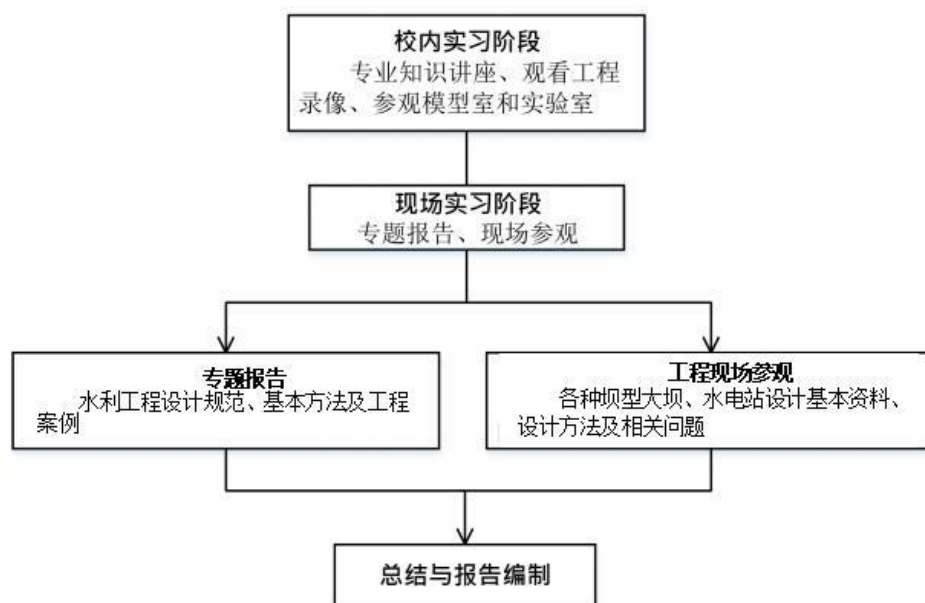 校内实习阶段
专业知识讲座、观看工程
录像、参观模型室和实验室
现场实习阶段
专题报告、现场参观
专题报告
水利工程设计规范、基本方法及工程
案例
工程现场参观
各种坝型大坝、水电站设计基本资料、
设计方法及相关问题
总结与报告编制